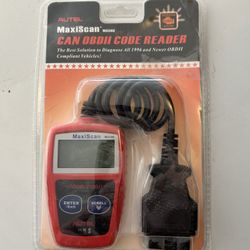 AUTEL
MaxiScan MS300
CAN OBDII CODE READER
The Best Solution to Diagnose All 1996 and Newer OBDII
Compliant Vehicles!
MaxiScan
ENTER
SCROLL